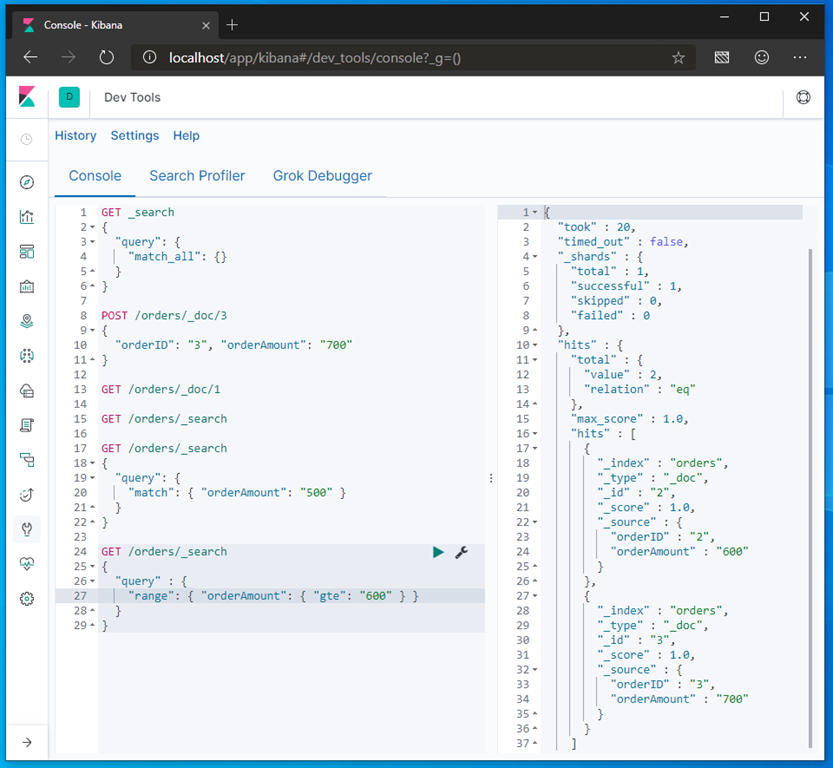 Console - Kibana
localhost/app/kibana#/dev_tools/console?_g=()
D
Dev Tools
History Settings Help
Console Search Profiler Grok Debugger
1 GET _search
2 {
3 "query": {
4 "match_all": {}
5 }
6 }
7
8 POST /orders/_doc/3
9 {
10 "orderID": "3", "orderAmount": "700"
11 }
12
13 GET /orders/_doc/1
14
15 GET /orders/_search
16
17 GET /orders/_search
18 {
19 "query": {
20 "match": { "orderAmount": "500" }
21 }
22 }
23
24 GET /orders/_search
25 {
26 "query" : {
27 "range": { "orderAmount": { "gte": "600" } }
28 }
29 }
1 {
2 "took" : 20,
3 "timed_out" : false,
4 "_shards" : {
5 "total" : 1,
6 "successful" : 1,
7 "skipped" : 0,
8 "failed" : 0
9 },
10 "hits" : {
11 "total" : {
12 "value" : 2,
13 "relation" : "eq"
14 },
15 "max_score" : 1.0,
16 "hits" : [
17 {
18 "_index" : "orders",
19 "_type" : "_doc",
20 "_id" : "2",
21 "_score" : 1.0,
22 "_source" : {
23 "orderID" : "2",
24 "orderAmount" : "600"
25 }
26 },
27 {
28 "_index" : "orders",
29 "_type" : "_doc",
30 "_id" : "3",
31 "_score" : 1.0,
32 "_source" : {
33 "orderID" : "3",
34 "orderAmount" : "700"
35 }
36 }
37 ]